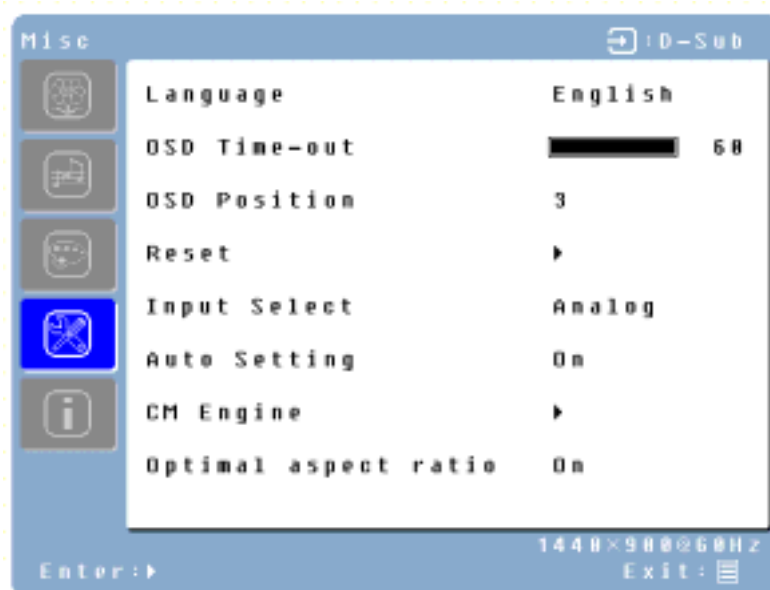 Misc :D-Sub
Language English
OSD Time-out 60
OSD Position 3
Reset
Input Select Analog
Auto Setting On
CM Engine
Optimal aspect ratio On
1440×900@60Hz
Enter: Exit: